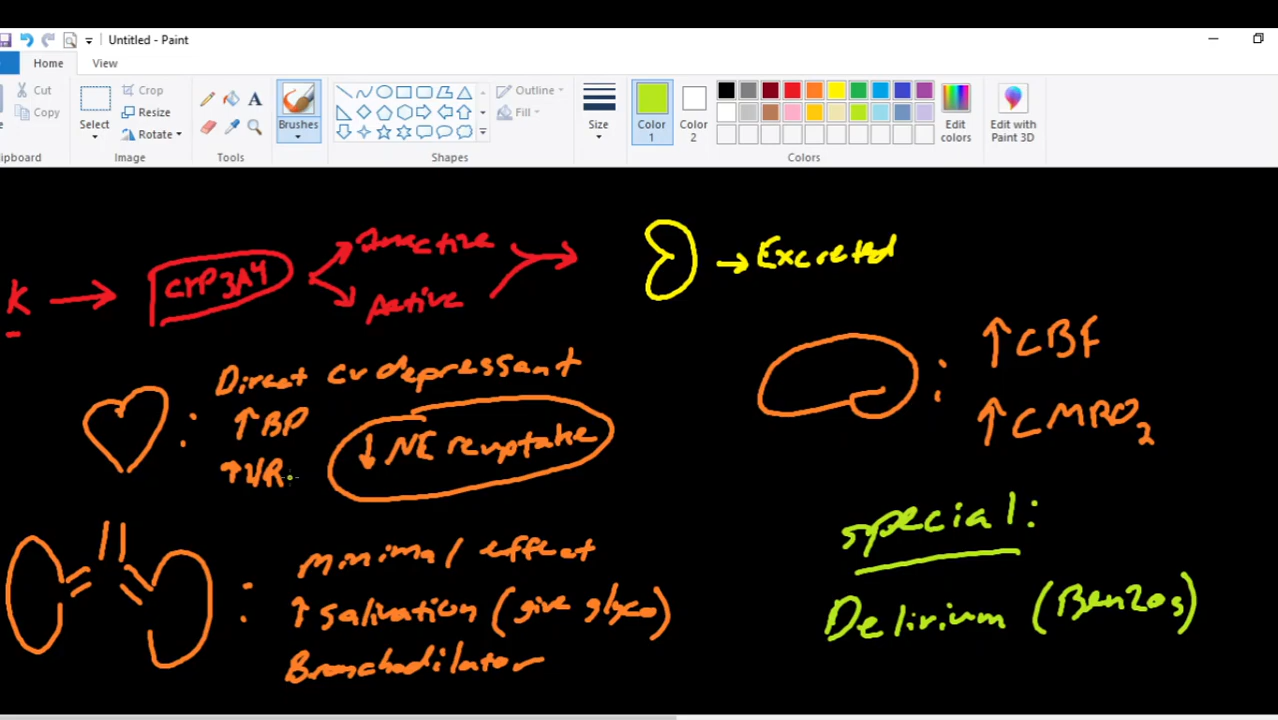 Untitled - Paint
Home View
Cut
Copy
lipboard
Select
Crop
Resize
Rotate
Image
Tools
Brushes
Shapes
Outline
Fill
Size
Color 1
Color 2
Colors
Edit colors
Edit with Paint 3D
K → CYP3A4
Inactive
Active
→ Excreted
Direct cv depressant
↑ BP
↑ HR
↓ NE reuptake
: ↑ CBF
↑ CMRO2
minimal effect
↑ salivation (give glyco)
Bronchodilator
special:
Delirium (Benzos)